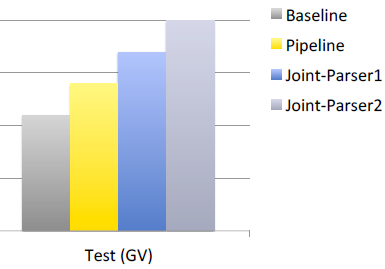 Baseline
Pipeline
Joint-Parser1
Joint-Parser2
Test (GV)